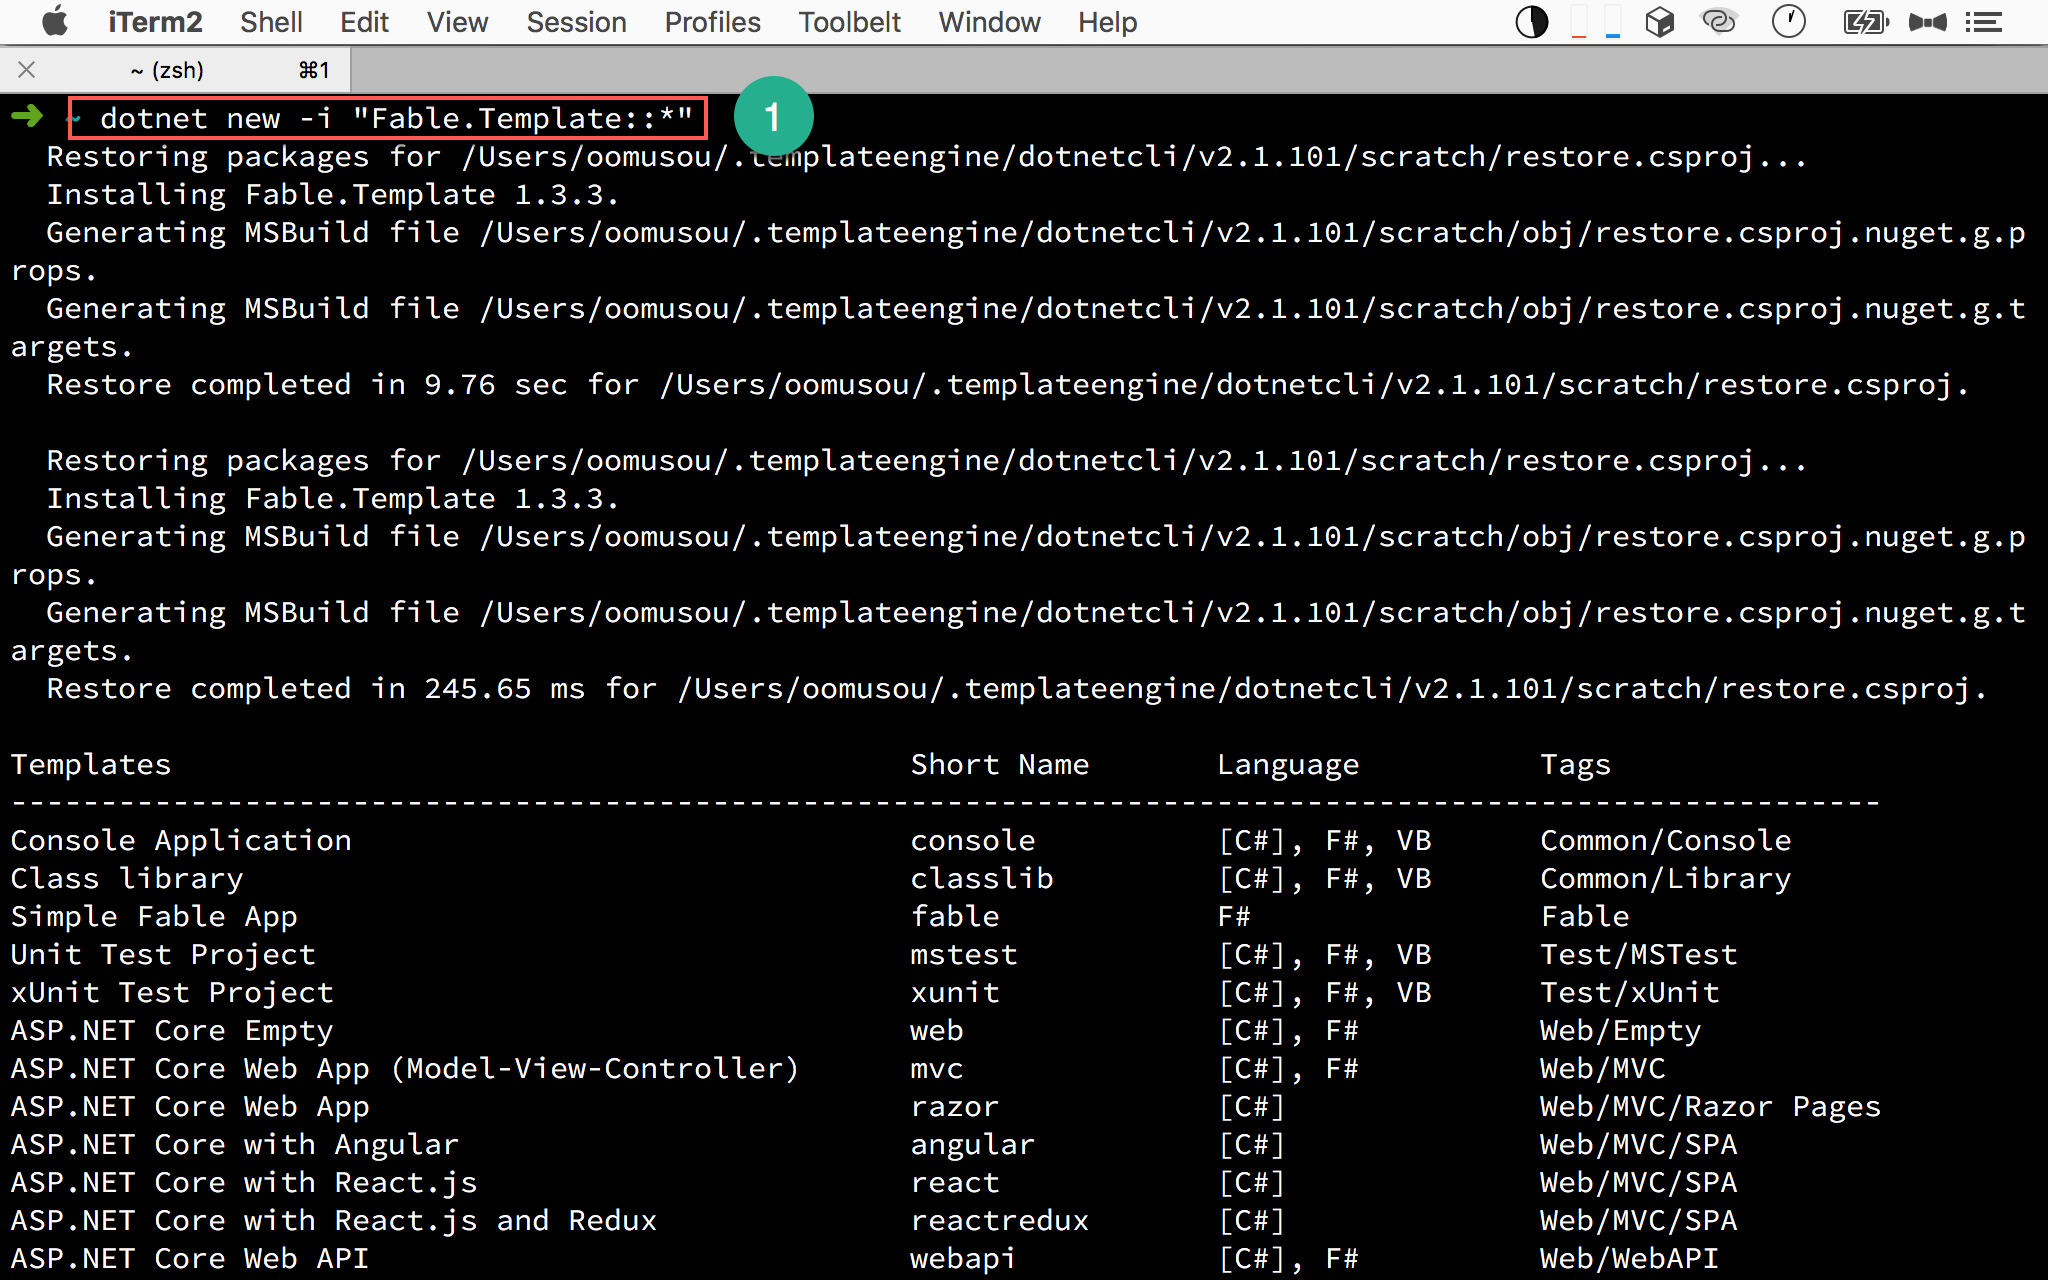 iTerm2 Shell Edit View Session Profiles Toolbelt Window Help
~ (zsh) ⌘1
~ dotnet new -i "Fable.Template::*" 1
Restoring packages for /Users/oomusou/.templateengine/dotnetcli/v2.1.101/scratch/restore.csproj...
Installing Fable.Template 1.3.3.
Generating MSBuild file /Users/oomusou/.templateengine/dotnetcli/v2.1.101/scratch/obj/restore.csproj.nuget.g.p
rops.
Generating MSBuild file /Users/oomusou/.templateengine/dotnetcli/v2.1.101/scratch/obj/restore.csproj.nuget.g.t
argets.
Restore completed in 9.76 sec for /Users/oomusou/.templateengine/dotnetcli/v2.1.101/scratch/restore.csproj.
Restoring packages for /Users/oomusou/.templateengine/dotnetcli/v2.1.101/scratch/restore.csproj...
Installing Fable.Template 1.3.3.
Generating MSBuild file /Users/oomusou/.templateengine/dotnetcli/v2.1.101/scratch/obj/restore.csproj.nuget.g.p
rops.
Generating MSBuild file /Users/oomusou/.templateengine/dotnetcli/v2.1.101/scratch/obj/restore.csproj.nuget.g.t
argets.
Restore completed in 245.65 ms for /Users/oomusou/.templateengine/dotnetcli/v2.1.101/scratch/restore.csproj.
Templates Short Name Language Tags
--------------------------------------------------------------------------------------------------------
Console Application console [C#], F#, VB Common/Console
Class library classlib [C#], F#, VB Common/Library
Simple Fable App fable F# Fable
Unit Test Project mstest [C#], F#, VB Test/MSTest
xUnit Test Project xunit [C#], F#, VB Test/xUnit
ASP.NET Core Empty web [C#], F# Web/Empty
ASP.NET Core Web App (Model-View-Controller) mvc [C#], F# Web/MVC
ASP.NET Core Web App razor [C#] Web/MVC/Razor Pages
ASP.NET Core with Angular angular [C#] Web/MVC/SPA
ASP.NET Core with React.js react [C#] Web/MVC/SPA
ASP.NET Core with React.js and Redux reactredux [C#] Web/MVC/SPA
ASP.NET Core Web API webapi [C#], F# Web/WebAPI